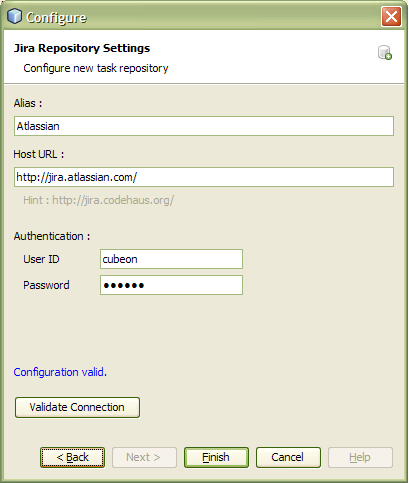 Configure
Jira Repository Settings
Configure new task repository
Alias :
Atlassian
Host URL :
http://jira.atlassian.com/
Hint : http://jira.codehaus.org/
Authentication :
User ID cubeon
Password ●●●●●●
Configuration valid.
Validate Connection
< Back Next > Finish Cancel Help